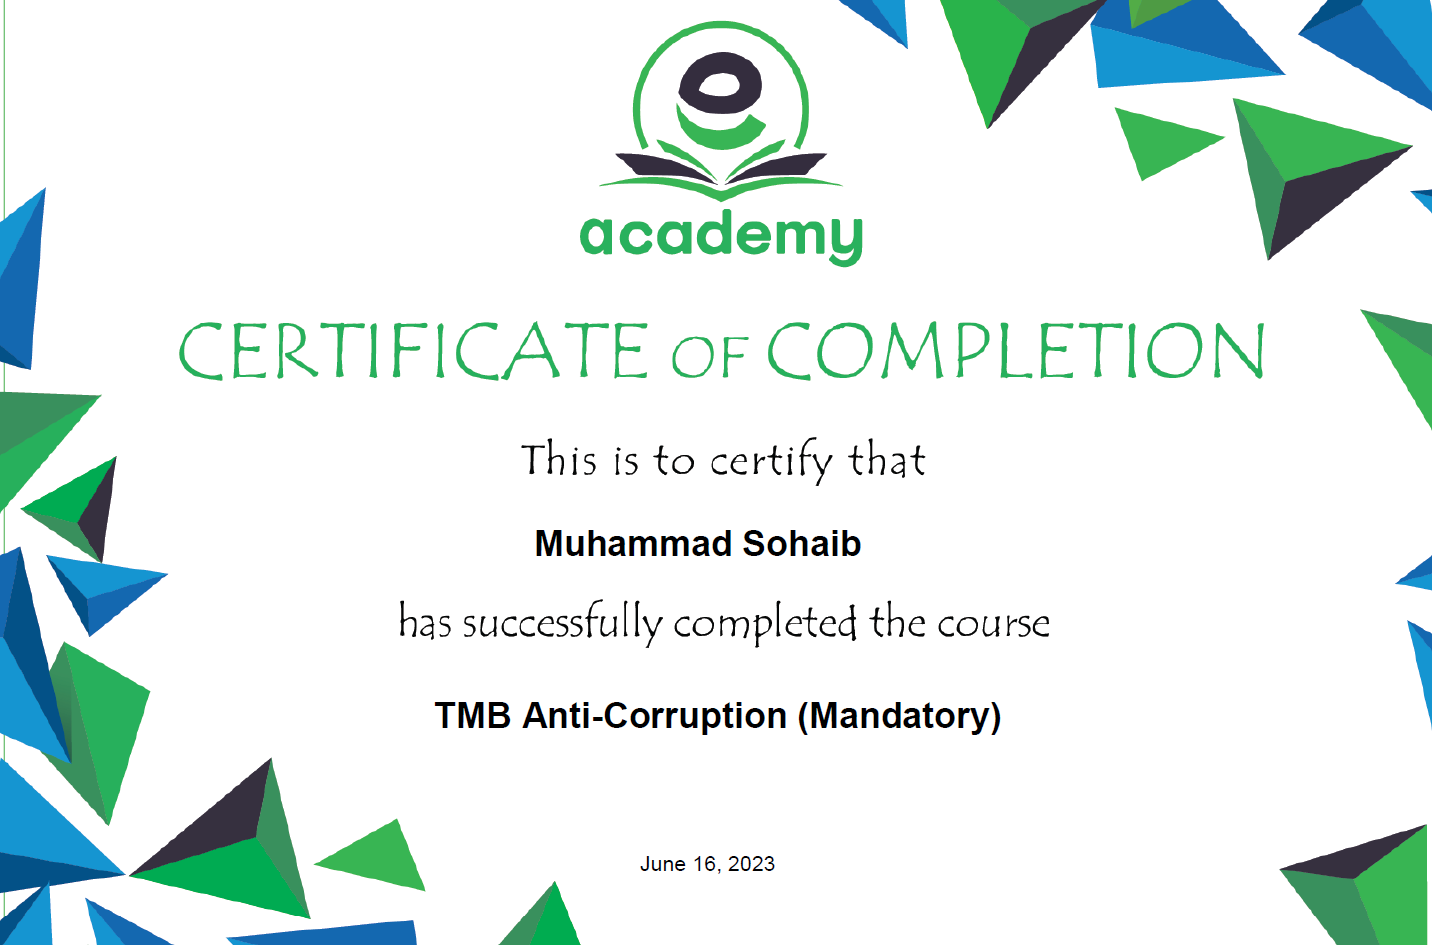 e
academy
CERTIFICATE OF COMPLETION
This is to certify that
Muhammad Sohaib
has successfully completed the course
TMB Anti-Corruption (Mandatory)
June 16, 2023